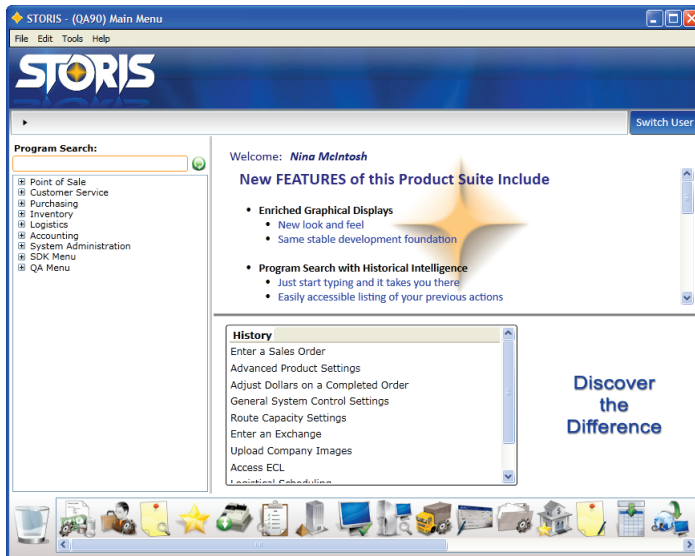 STORIS - (QA90) Main Menu
File Edit Tools Help
STORIS
Switch User
Program Search:
Point of Sale
Customer Service
Purchasing
Inventory
Logistics
Accounting
System Administration
SDK Menu
QA Menu
Welcome: Nina McIntosh
New FEATURES of this Product Suite Include
• Enriched Graphical Displays
• New look and feel
• Same stable development foundation
• Program Search with Historical Intelligence
• Just start typing and it takes you there
• Easily accessible listing of your previous actions
History
Enter a Sales Order
Advanced Product Settings
Adjust Dollars on a Completed Order
General System Control Settings
Route Capacity Settings
Enter an Exchange
Upload Company Images
Access ECL
Logistical Scheduling
Discover
the
Difference